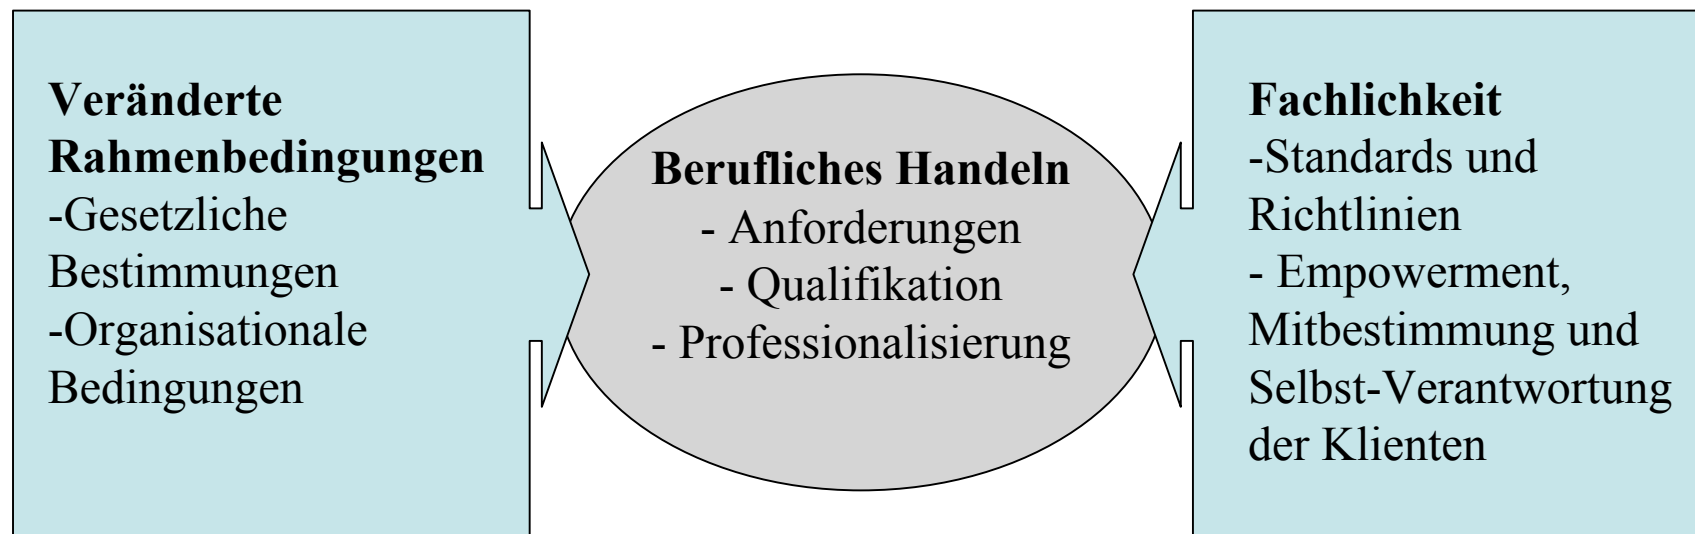 Veränderte
Rahmenbedingungen
-Gesetzliche
Bestimmungen
-Organisationale
Bedingungen
Berufliches Handeln
- Anforderungen
- Qualifikation
- Professionalisierung
Fachlichkeit
-Standards und
Richtlinien
- Empowerment,
Mitbestimmung und
Selbst-Verantwortung
der Klienten